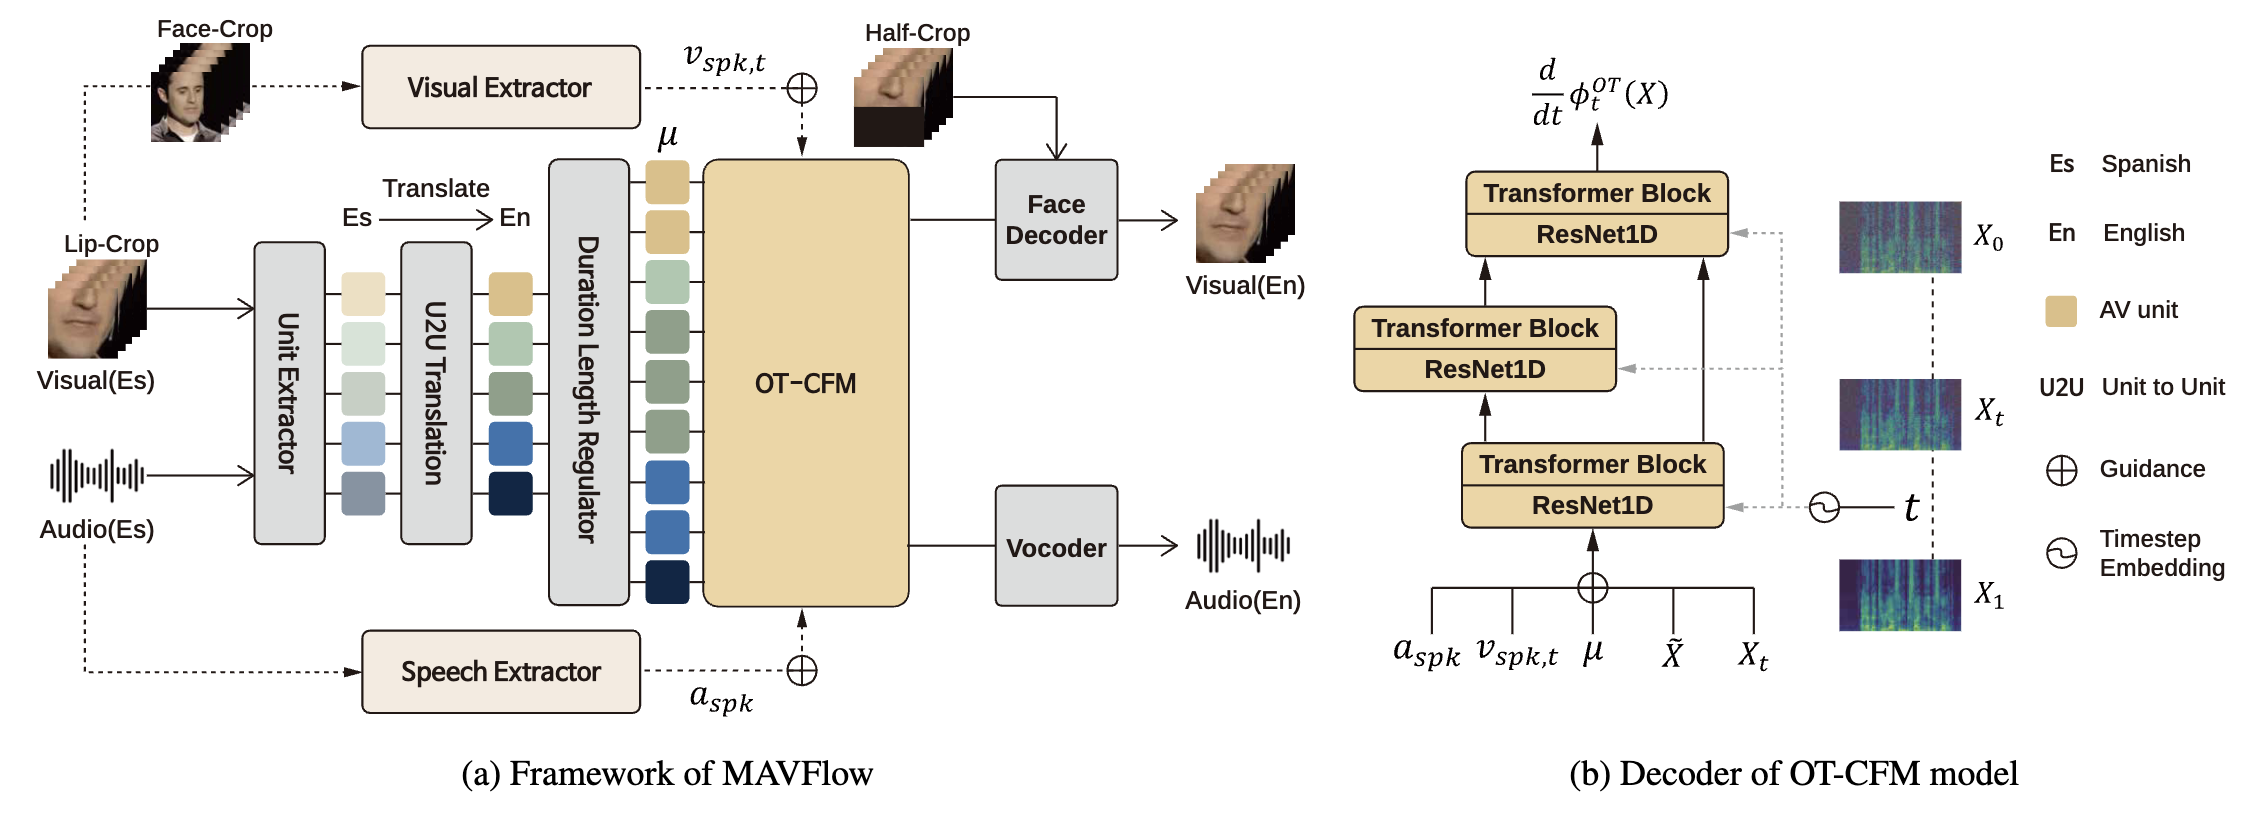 Face-Crop
Visual Extractor
v_{spk,t}
Half-Crop
μ
Translate
Es
En
Lip-Crop
Visual(Es)
Audio(Es)
Unit Extractor
U2U Translation
Duration Length Regulator
OT-CFM
Face
Decoder
Visual(En)
Vocoder
Audio(En)
Speech Extractor
a_{spk}
(a) Framework of MAVFlow
\frac{d}{dt} ϕ_t^{OT}(X)
Transformer Block
ResNet1D
Transformer Block
ResNet1D
Transformer Block
ResNet1D
t
a_{spk} v_{spk,t} μ X̃ X_t
X_0
X_t
X_1
Es Spanish
En English
AV unit
U2U Unit to Unit
Guidance
Timestep
Embedding
(b) Decoder of OT-CFM model